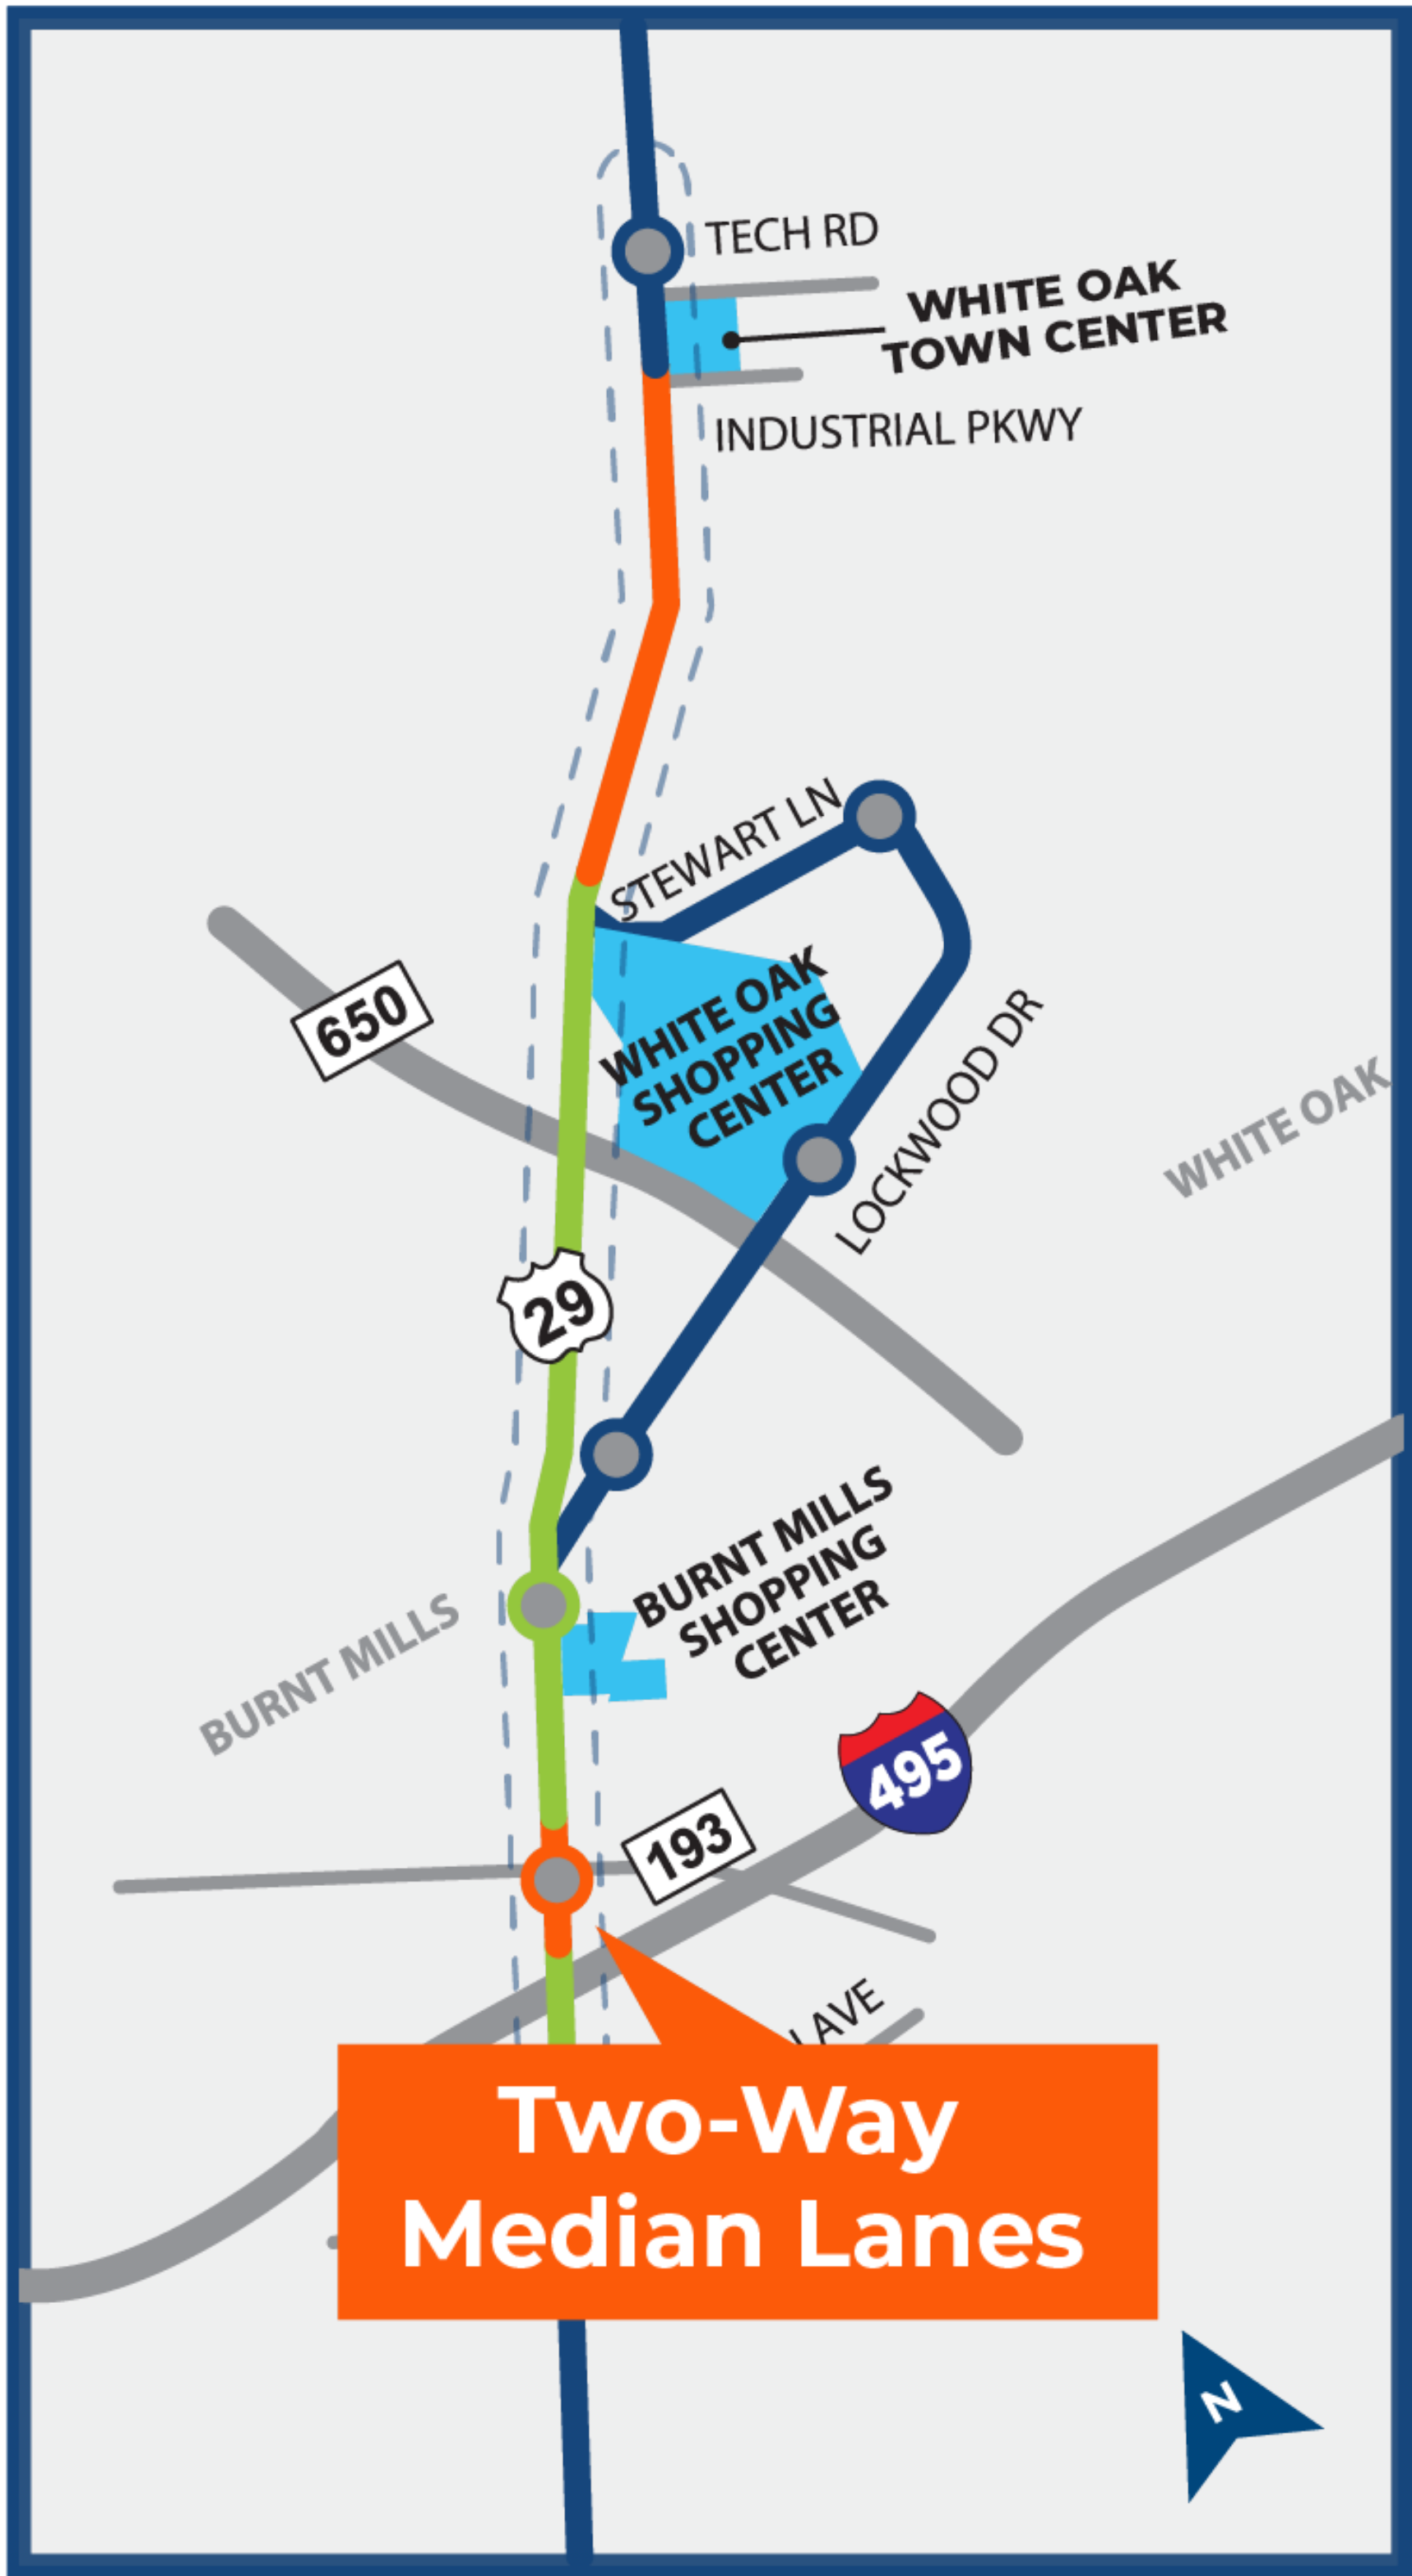 TECH RD
WHITE OAK
TOWN CENTER
INDUSTRIAL PKWY
STEWART LN
650
WHITE OAK
SHOPPING
CENTER
LOCKWOOD DR
WHITE OAK
29
BURNT MILLS
SHOPPING
CENTER
BURNT MILLS
495
193
AVE
Two-Way
Median Lanes
N